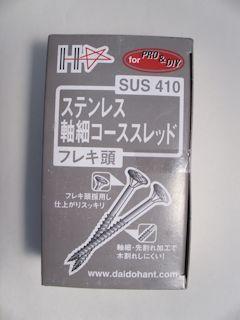 for PRO & DIY
SUS 410
ステンレス
軸細コーススレッド
フレキ頭
フレキ頭採用し
仕上がりスッキリ
軸細・先割れ加工で
木割れしにくい!
www.daidohant.com